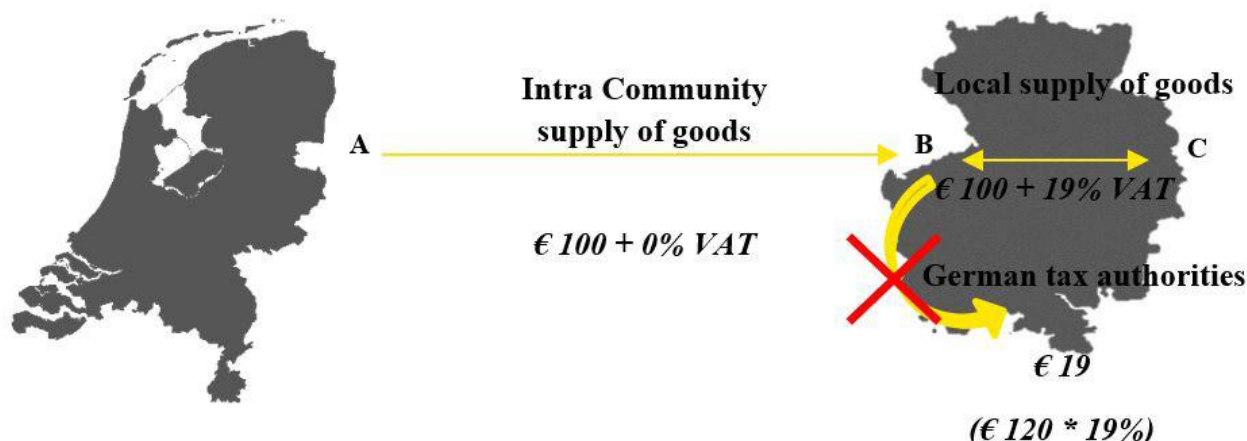 Intra Community
supply of goods
A
€ 100 + 0% VAT
Local supply of goods
B
C
€ 100 + 19% VAT
German tax authorities
€ 19
(€ 120 * 19%)